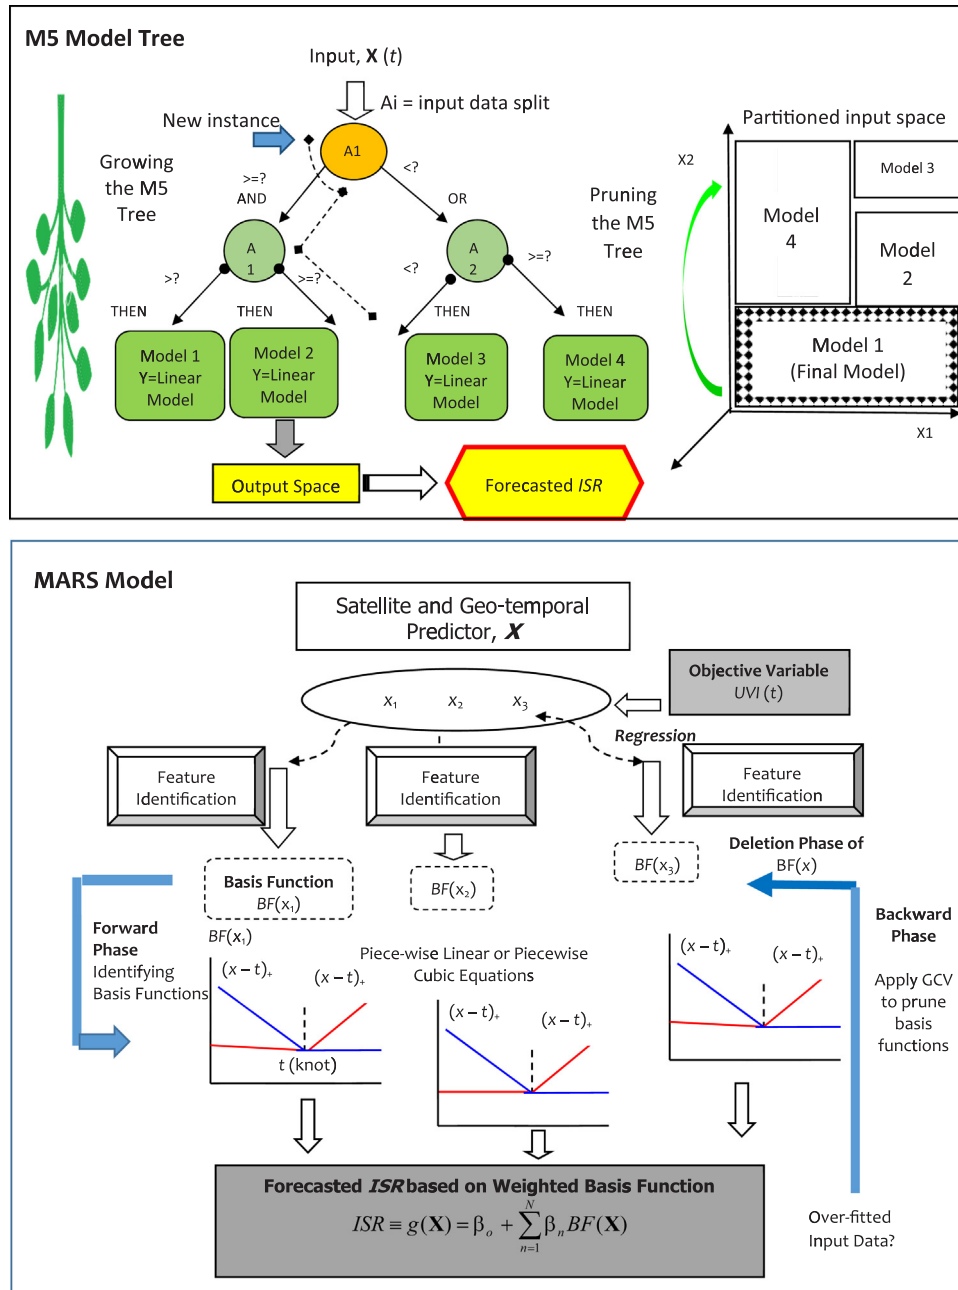 M5 Model Tree
Input, X (t)
Ai = input data split
New instance
A1
Growing
the M5
Tree
>=?
AND
<?
OR
A
1
A
2
>?
>=?
<?
>=?
THEN
THEN
THEN
THEN
Model 1
Y=Linear
Model
Model 2
Y=Linear
Model
Model 3
Y=Linear
Model
Model 4
Y=Linear
Model
Output Space
Forecasted ISR
Pruning
the M5
Tree
Partitioned input space
X2
Model
4
Model 3
Model
2
Model 1
(Final Model)
X1
MARS Model
Satellite and Geo-temporal
Predictor, X
Objective Variable
UVI (t)
x₁ x₂ x₃
Regression
Feature
Identification
Feature
Identification
Feature
Identification
Basis Function
BF(x₁)
BF(x₂)
BF(x₃)
Deletion Phase of
BF(x)
Forward
Phase
Identifying
Basis Functions
BF(x₁)
(x – t)₊
(x – t)₊
t (knot)
Piece-wise Linear or Piecewise
Cubic Equations
(x – t)₊
(x – t)₊
(x – t)₊
(x – t)₊
Backward
Phase
Apply GCV
to prune
basis
functions
Over-fitted
Input Data?
Forecasted ISR based on Weighted Basis Function
ISR ≡ g(X) = βₒ + ∑ₙ₌₁ᴺ βₙ BF(X)